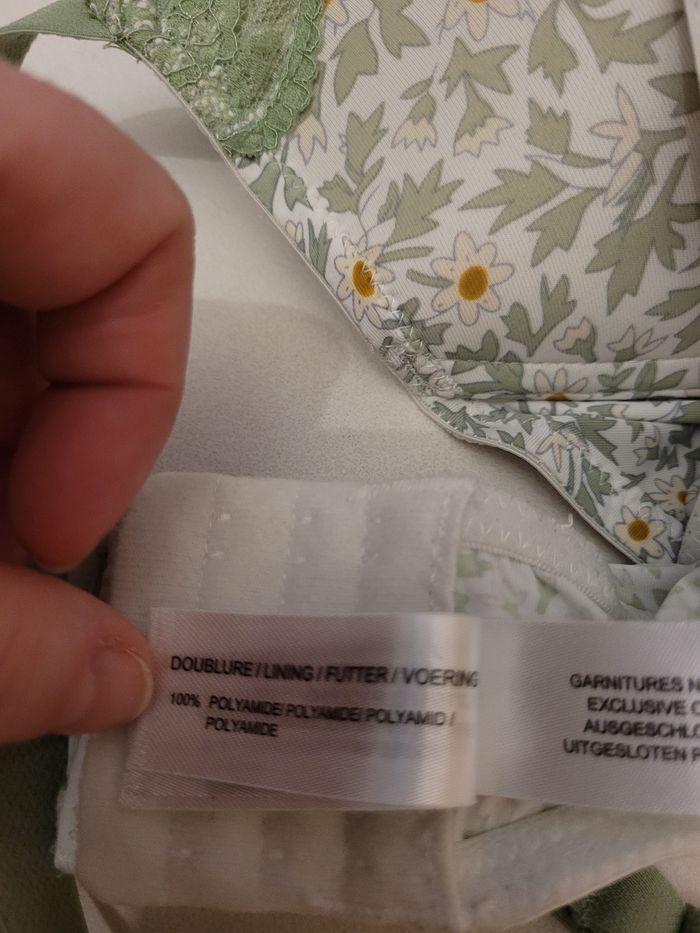 DOUBLURE / LINING / FUTTER / VOERING
100% POLYAMIDE/ POLYAMIDE/ POLYAMID /
POLYAMIDE
GARNITURES N
EXCLUSIVE O
AUSGESCHLO
UITGESLOTEN